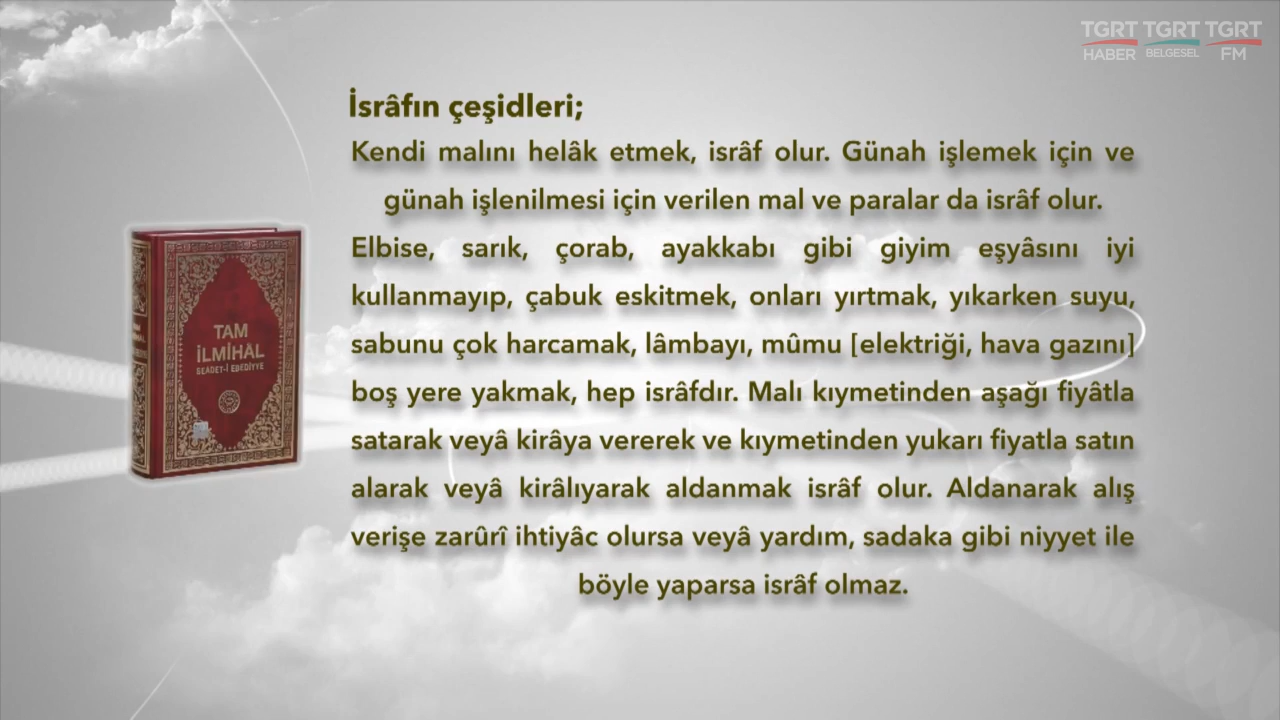 TGRT TGRT TGRT
HABER BELGESEL FM
İsrâfın çeşidleri;
Kendi malını helâk etmek, isrâf olur. Günah işlemek için ve
günah işlenilmesi için verilen mal ve paralar da isrâf olur.
Elbise, sarık, çorab, ayakkabı gibi giyim eşyâsını iyi
kullanmayıp, çabuk eskitmek, onları yırtmak, yıkarken suyu,
sabunu çok harcamak, lâmbayı, mûmu [elektriği, hava gazını]
boş yere yakmak, hep isrâfdır. Malı kıymetinden aşağı fiyâtla
satarak veyâ kirâya vererek ve kıymetinden yukarı fiyatla satın
alarak veyâ kirâlıyarak aldanmak isrâf olur. Aldanarak alış
verişe zarûrî ihtiyâc olursa veyâ yardım, sadaka gibi niyyet ile
böyle yaparsa isrâf olmaz.
TAM
İLMİHÂL
SEADET-İ EBEDİYYE